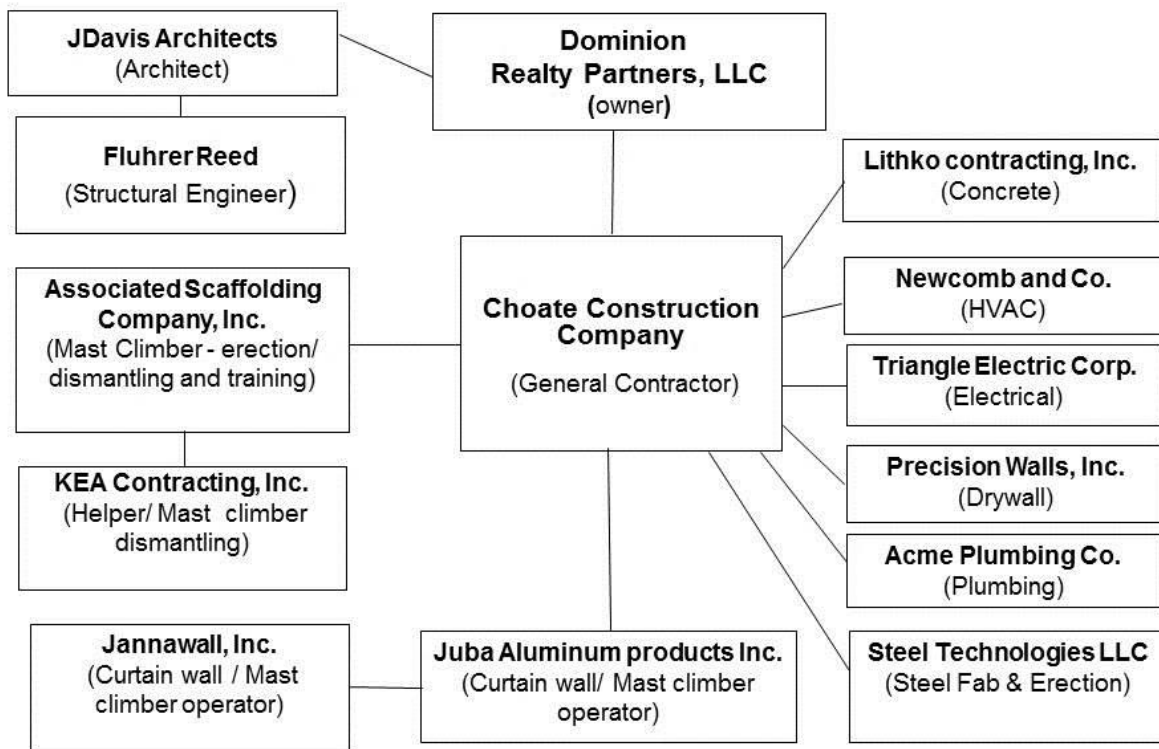 JDavis Architects
(Architect)
Dominion
Realty Partners, LLC
(owner)
Fluhrer Reed
(Structural Engineer)
Lithko contracting, Inc.
(Concrete)
Associated Scaffolding
Company, Inc.
(Mast Climber - erection/
dismantling and training)
Choate Construction
Company
(General Contractor)
Newcomb and Co.
(HVAC)
Triangle Electric Corp.
(Electrical)
KEA Contracting, Inc.
(Helper/ Mast climber
dismantling)
Precision Walls, Inc.
(Drywall)
Acme Plumbing Co.
(Plumbing)
Jannawall, Inc.
(Curtain wall / Mast
climber operator)
Juba Aluminum products Inc.
(Curtain wall/ Mast climber
operator)
Steel Technologies LLC
(Steel Fab & Erection)